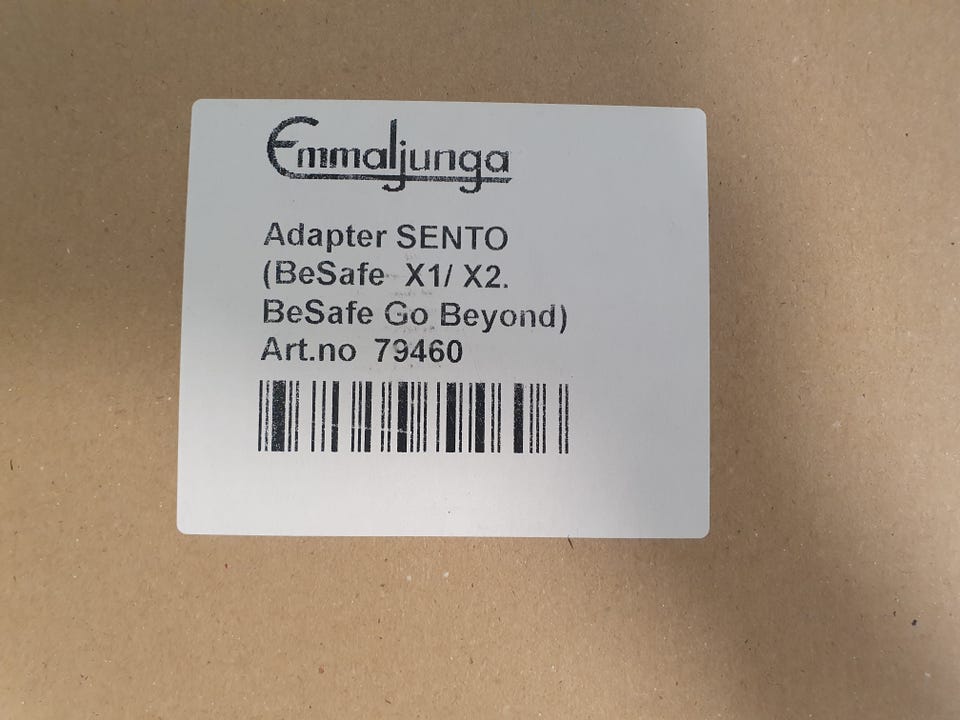 Emmaljunga
Adapter SENTO
(BeSafe X1/ X2.
BeSafe Go Beyond)
Art.no 79460